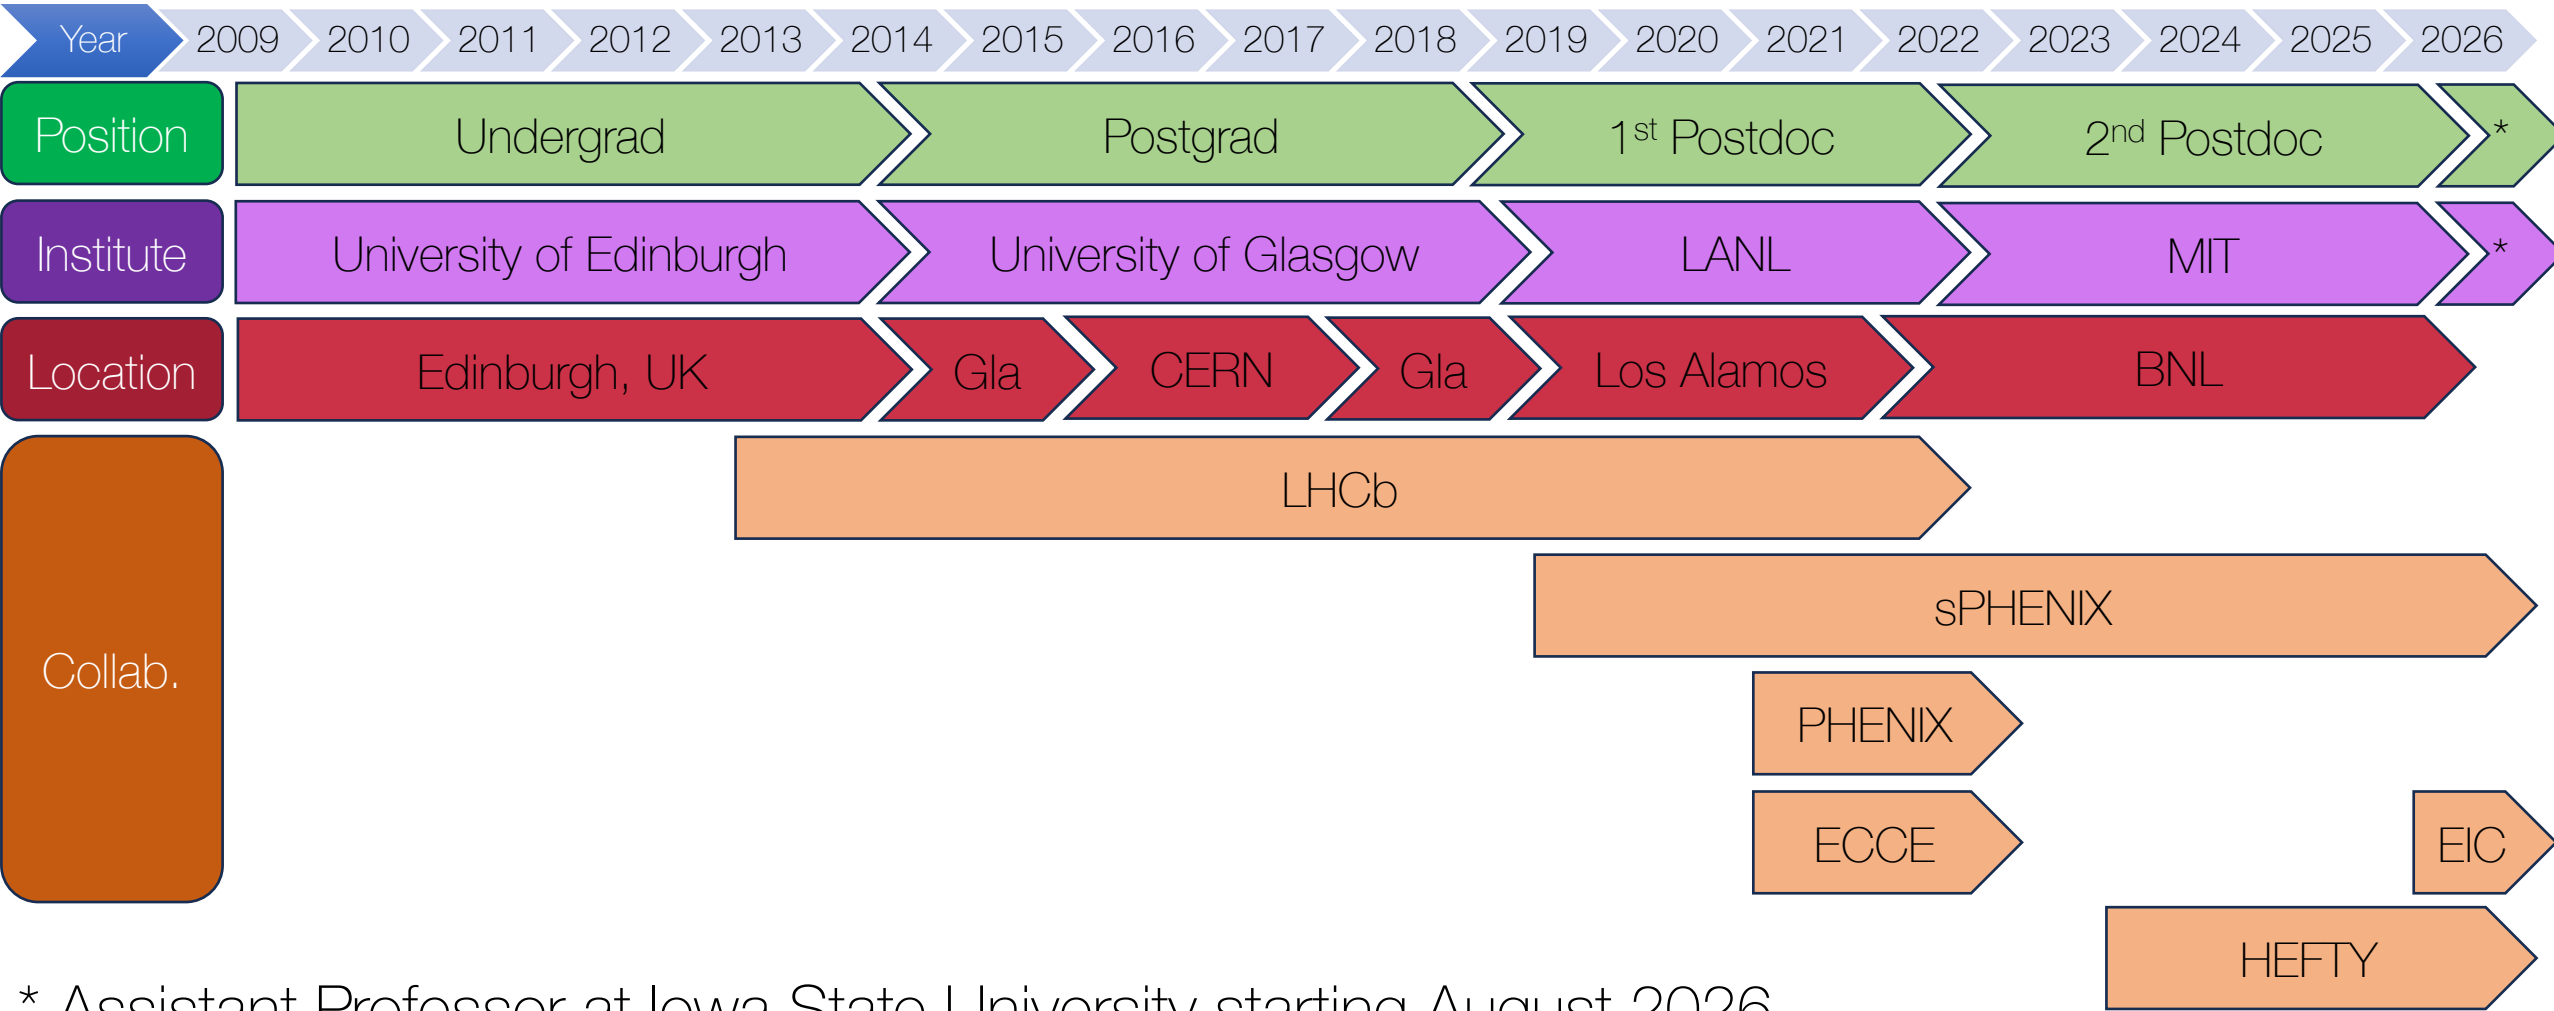 Year 2009 2010 2011 2012 2013 2014 2015 2016 2017 2018 2019 2020 2021 2022 2023 2024 2025 2026
Position Undergrad Postgrad 1st Postdoc 2nd Postdoc *
Institute University of Edinburgh University of Glasgow LANL MIT *
Location Edinburgh, UK Gla CERN Gla Los Alamos BNL
LHCb
sPHENIX
Collab.
PHENIX
ECCE EIC
HEFTY
* Assistant Professor at Iowa State University starting August 2026